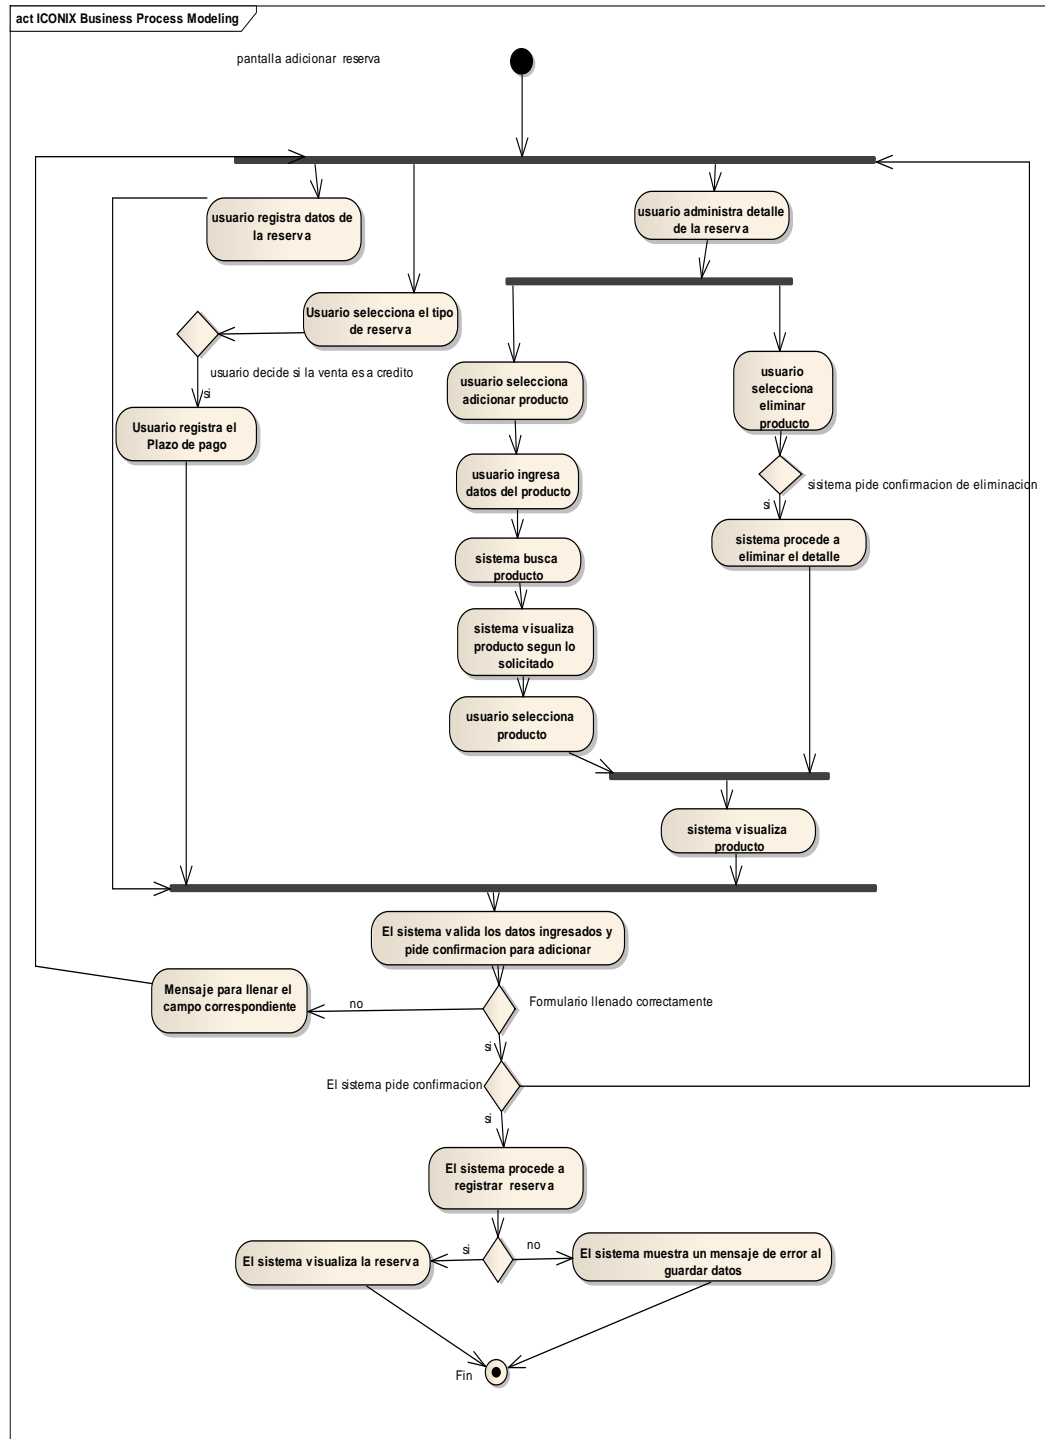 act ICONIX Business Process Modeling
pantalla adicionar reserva
usuario registra datos de
la reserva
usuario administra detalle
de la reserva
Usuario selecciona el tipo
de reserva
usuario decide si la venta es a credito
si
Usuario registra el
Plazo de pago
usuario selecciona
adicionar producto
usuario
selecciona
eliminar
producto
usuario ingresa
datos del producto
sisitema pide confirmacion de eliminacion
si
sistema procede a
eliminar el detalle
sistema busca
producto
sistema visualiza
producto segun lo
solicitado
usuario selecciona
producto
sistema visualiza
producto
El sistema valida los datos ingresados y
pide confirmacion para adicionar
Mensaje para llenar el
campo correspondiente
no
Formulario llenado correctamente
si
El sistema pide confirmacion
si
El sistema procede a
registrar reserva
si
no
El sistema visualiza la reserva
El sistema muestra un mensaje de error al
guardar datos
Fin